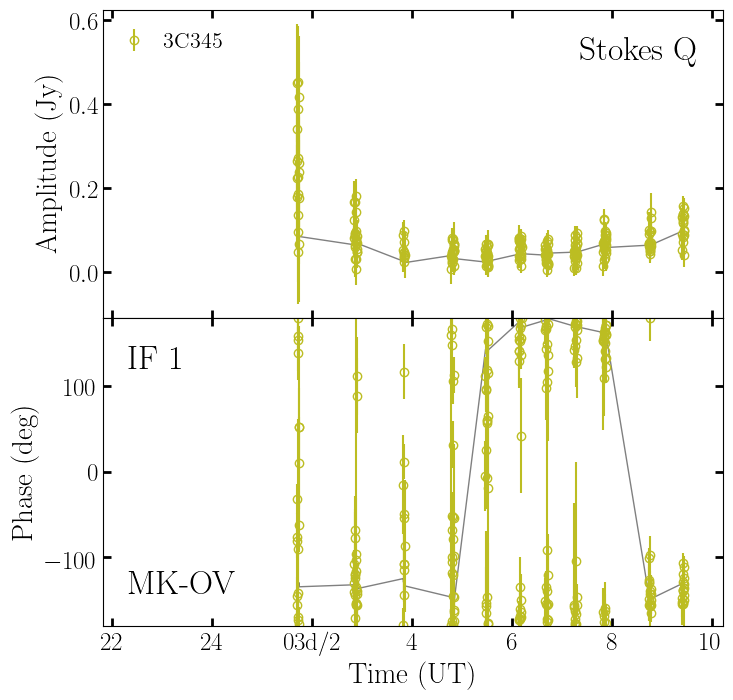 0.6
3C345
Stokes Q
0.4
0.2
0.0
Amplitude (Jy)
IF 1
100
0
−100
Phase (deg)
MK-OV
22 24 03d/2 4 6 8 10
Time (UT)